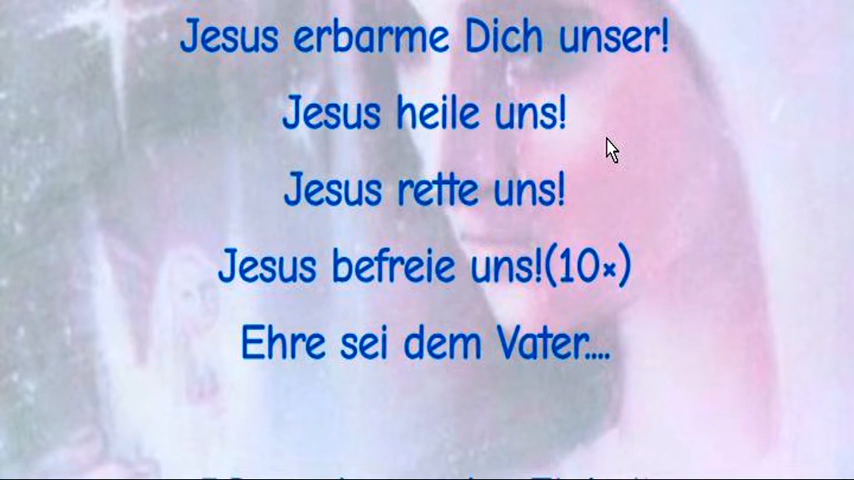 Jesus erbarme Dich unser!
Jesus heile uns!
Jesus rette uns!
Jesus befreie uns!(10×)
Ehre sei dem Vater....